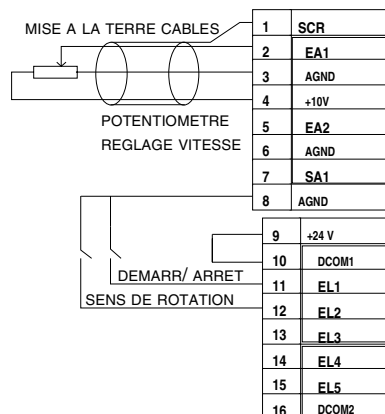 MISE A LA TERRE CABLES
1 SCR
2 EA1
3 AGND
4 +10V
POTENTIOMETRE
REGLAGE VITESSE
5 EA2
6 AGND
7 SA1
8 AGND
9 +24 V
10 DCOM1
DEMARR/ ARRET
11 EL1
SENS DE ROTATION
12 EL2
13 EL3
14 EL4
15 EL5
16 DCOM2